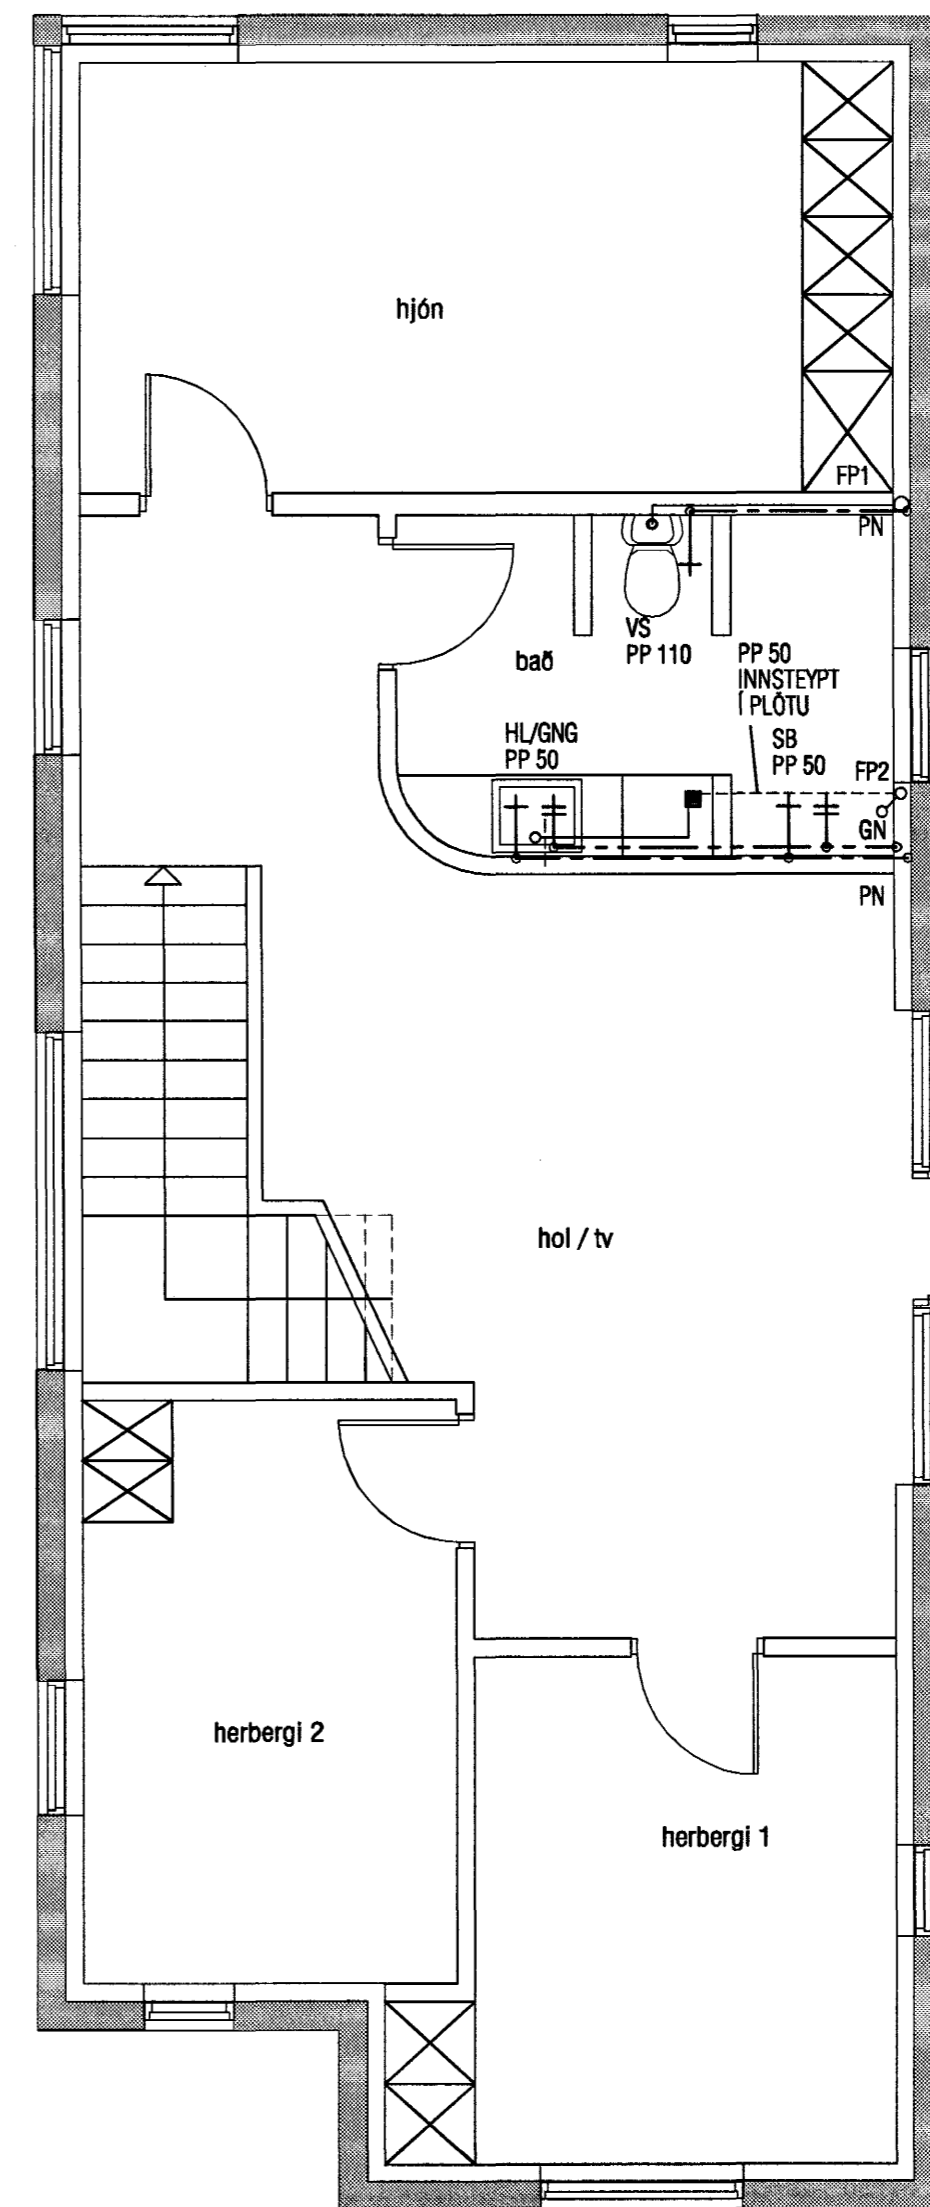 hjón
FP1
PN
VS
PP 110
bað
PP 50
INNSTEYPT
Í PLÖTU
HL/GNG
PP 50
SB
PP 50
FP2
GN
PN
hol / tv
herbergi 2
herbergi 1